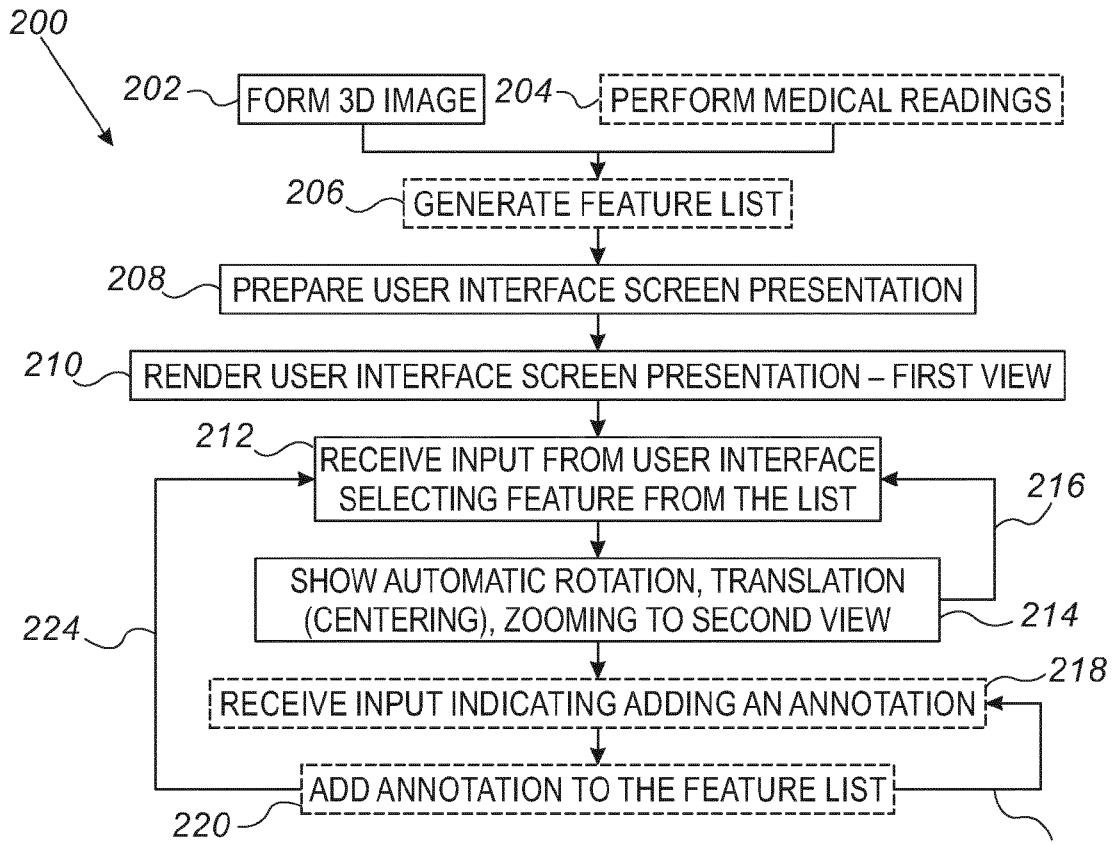 200
202
FORM 3D IMAGE
204
PERFORM MEDICAL READINGS
206
GENERATE FEATURE LIST
208
PREPARE USER INTERFACE SCREEN PRESENTATION
210
RENDER USER INTERFACE SCREEN PRESENTATION – FIRST VIEW
212
RECEIVE INPUT FROM USER INTERFACE
SELECTING FEATURE FROM THE LIST
216
SHOW AUTOMATIC ROTATION, TRANSLATION
(CENTERING), ZOOMING TO SECOND VIEW
214
224
218
RECEIVE INPUT INDICATING ADDING AN ANNOTATION
ADD ANNOTATION TO THE FEATURE LIST
220